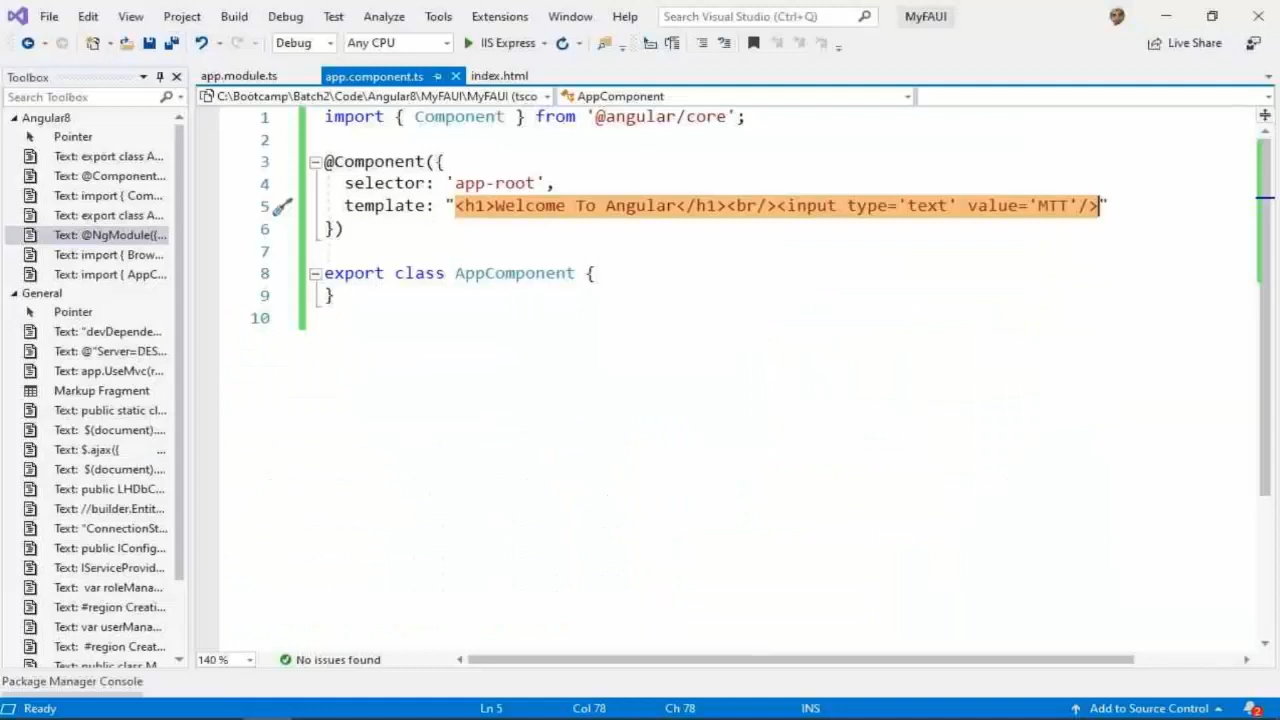 File Edit View Project Build Debug Test Analyze Tools Extensions Window Help Search Visual Studio (Ctrl+Q) MyFAUI
Debug Any CPU IIS Express Live Share
Toolbox
Search Toolbox
Angular8
Pointer
Text: export class A...
Text: @Component...
Text: import { Com...
Text: export class A...
Text: @NgModule({...
Text: import { Brow...
Text: import { AppC...
General
Pointer
Text: "devDepende...
Text: @"Server=DES...
Text: app.UseMvc(r...
Markup Fragment
Text: public static cl...
Text: $(document)....
Text: $.ajax({ ...
Text: $(document)....
Text: public LHDbC...
Text: //builder.Entit...
Text: "ConnectionSt...
Text: public IConfig...
Text: IServiceProvid...
Text: var roleMana...
Text: #region Creati...
Text: var userMana...
Text: #region Creat...
Text: public class M...
app.module.ts app.component.ts index.html
C:\Bootcamp\Batch2\Code\Angular8\MyFAUI\MyFAUI (tsco AppComponent
1 import { Component } from '@angular/core';
2
3 @Component({
4 selector: 'app-root',
5 template: "<h1>Welcome To Angular</h1><br/><input type='text' value='MTT'/>"
6 })
7
8 export class AppComponent {
9 }
10
140 % No issues found
Package Manager Console
Ready Ln 5 Col 78 Ch 78 INS Add to Source Control 2